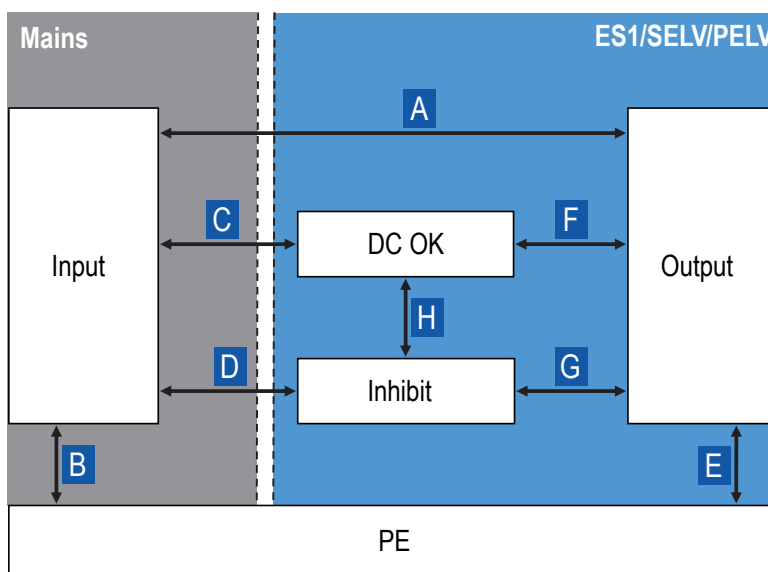 Mains
ES1/SELV/PELV
A
C
F
DC OK
Input
Output
H
D
G
Inhibit
B
E
PE